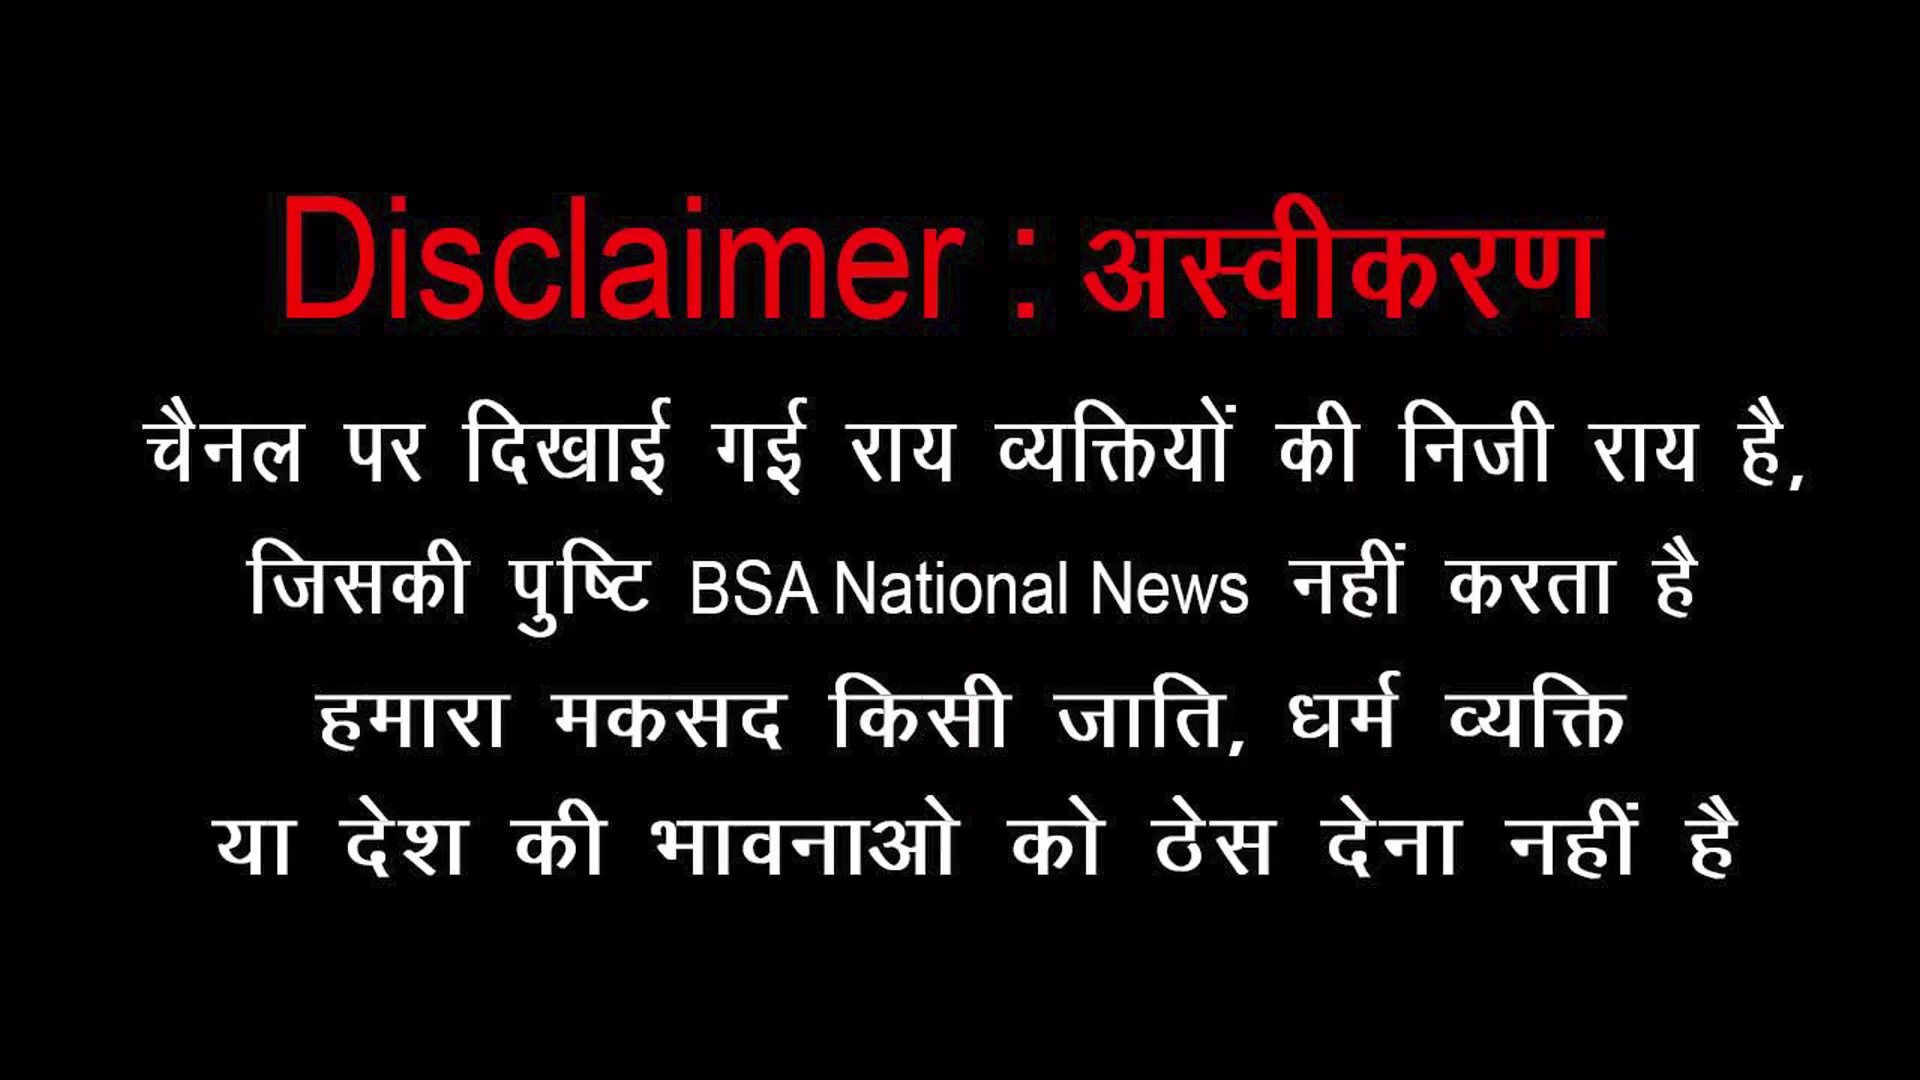 Disclaimer : अस्वीकरण
चैनल पर दिखाई गई राय व्यक्तियों की निजी राय है,
जिसकी पुष्टि BSA National News नहीं करता है
हमारा मकसद किसी जाति, धर्म व्यक्ति
या देश की भावनाओ को ठेस देना नहीं है